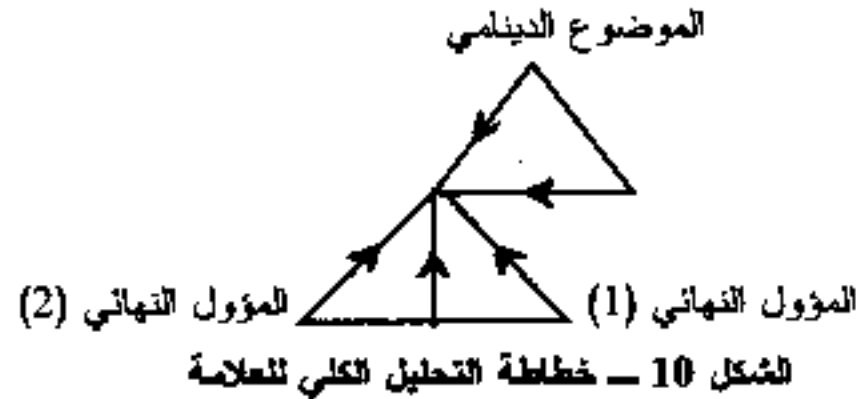 الموضوع الدينامي
المؤول النهائي (1)
المؤول النهائي (2)
الشكل 10 — خطاطة التحليل الكلي للعلامة